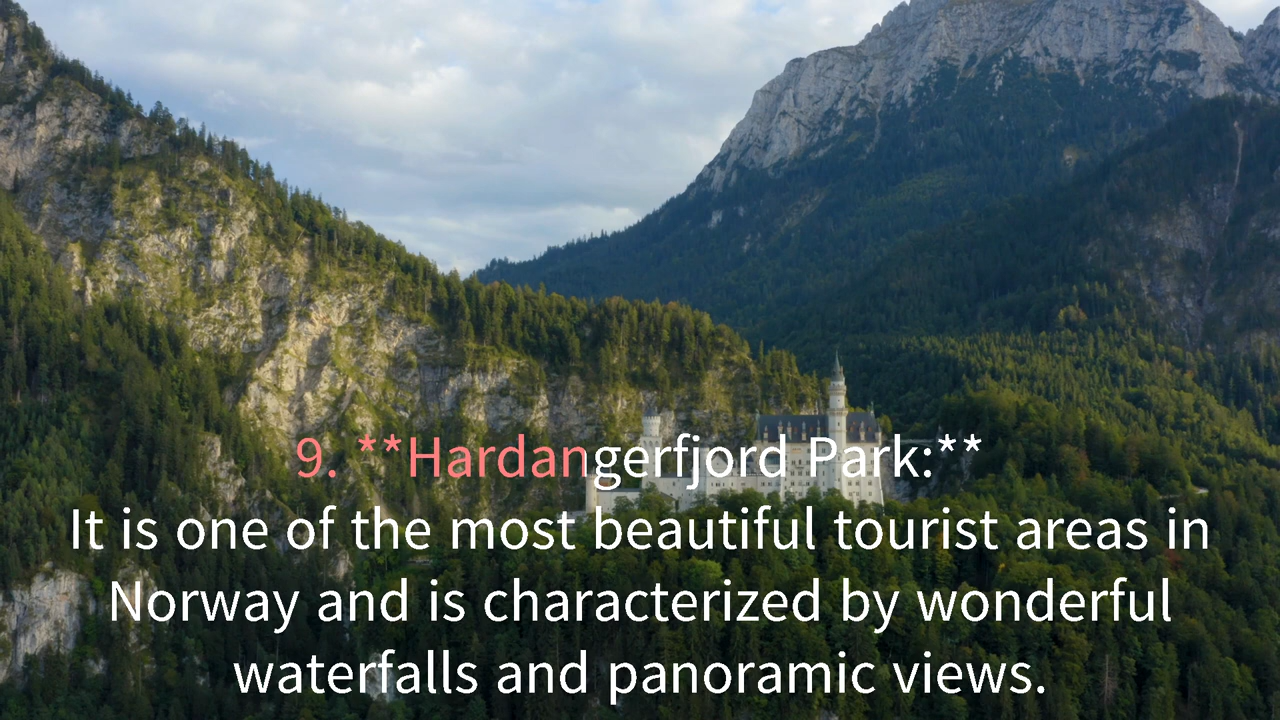 9. **Hardangerfjord Park:**
It is one of the most beautiful tourist areas in
Norway and is characterized by wonderful
waterfalls and panoramic views.